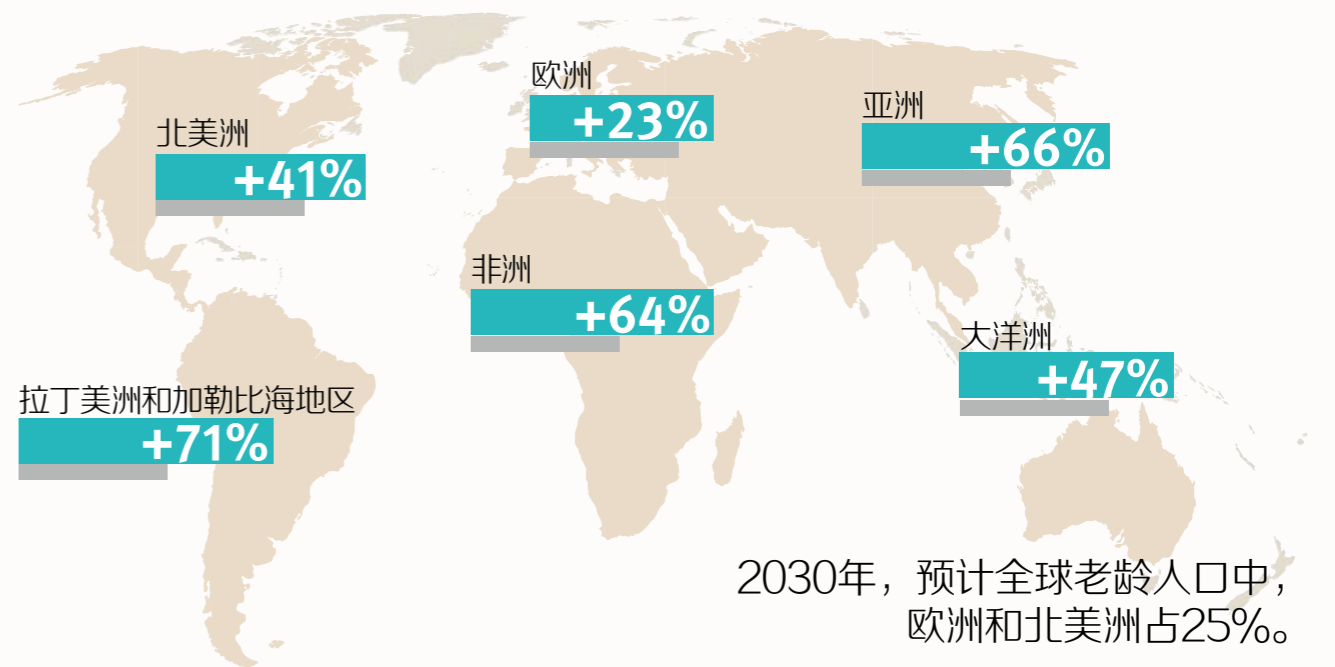 欧洲
+23%
亚洲
+66%
北美洲
+41%
非洲
+64%
大洋洲
+47%
拉丁美洲和加勒比海地区
+71%
2030年，预计全球老龄人口中，
欧洲和北美洲占25%。